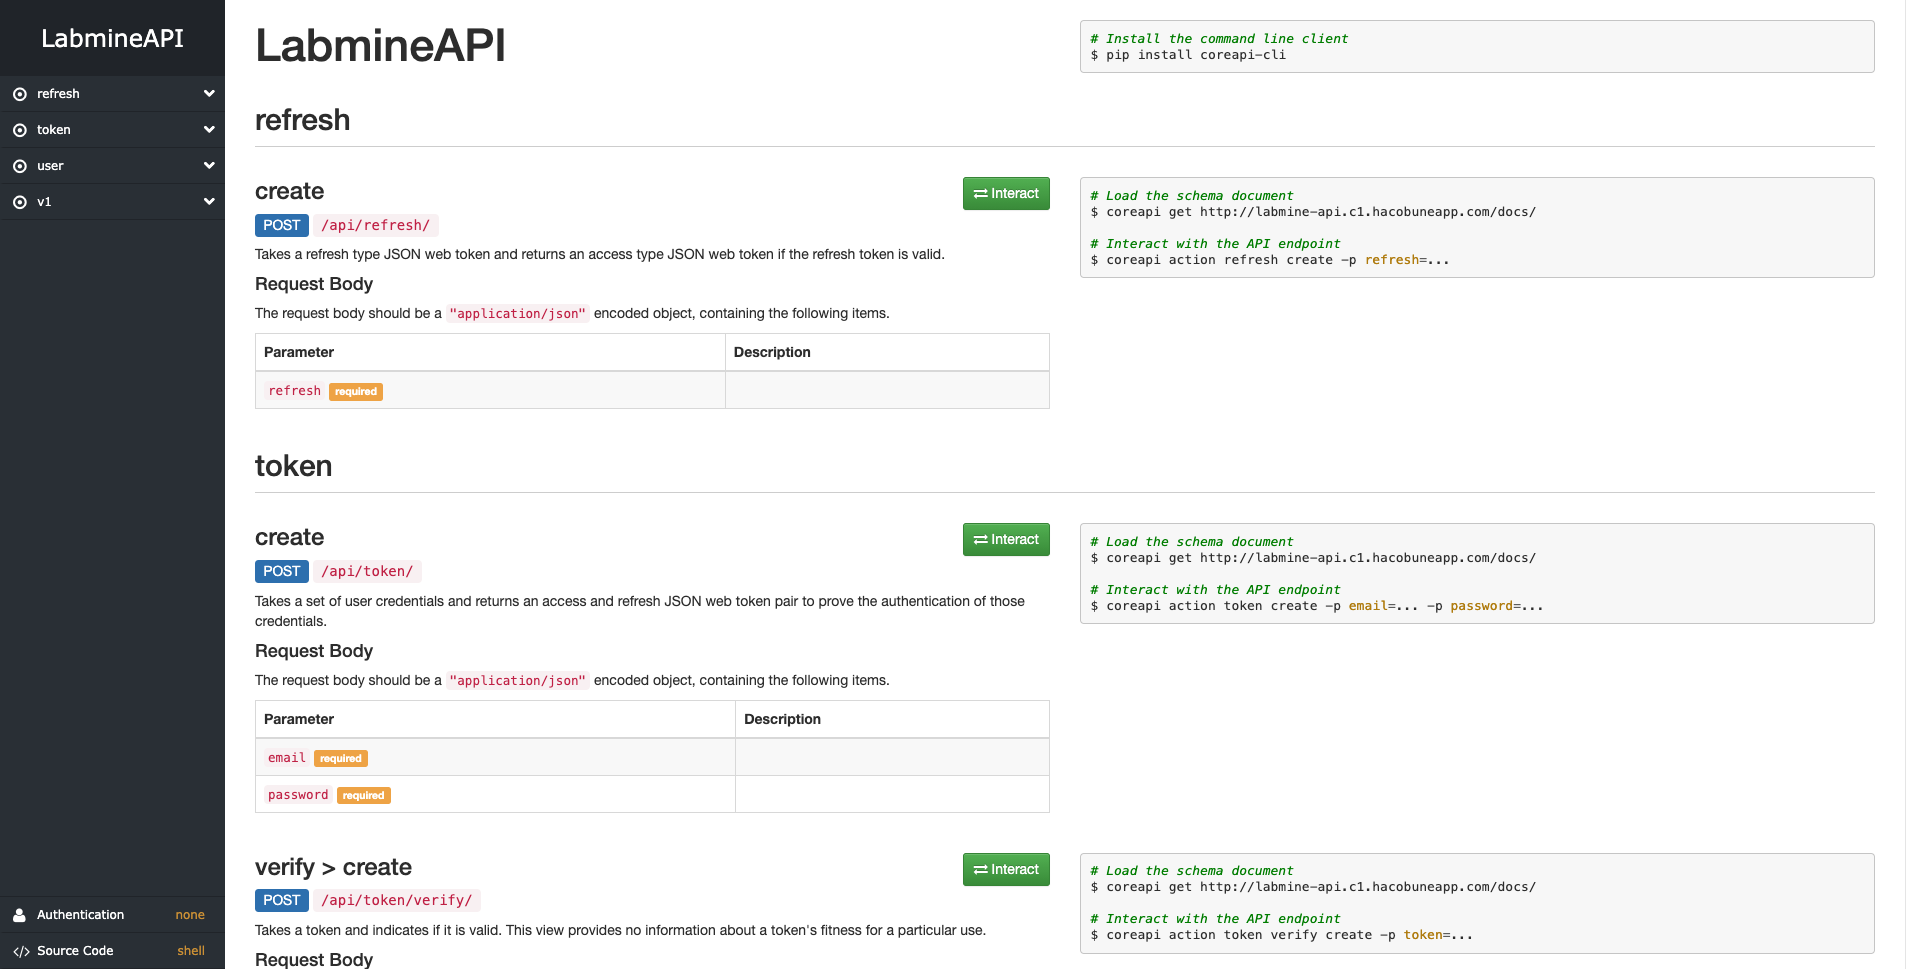 LabmineAPI
refresh
token
user
v1
Authentication none
Source Code shell
LabmineAPI
# Install the command line client
$ pip install coreapi-cli
refresh
create
Interact
POST /api/refresh/
Takes a refresh type JSON web token and returns an access type JSON web token if the refresh token is valid.
Request Body
The request body should be a "application/json" encoded object, containing the following items.
Parameter Description
refresh required
# Load the schema document
$ coreapi get http://labmine-api.c1.hacobuneapp.com/docs/
# Interact with the API endpoint
$ coreapi action refresh create -p refresh=...
token
create
Interact
POST /api/token/
Takes a set of user credentials and returns an access and refresh JSON web token pair to prove the authentication of those
credentials.
Request Body
The request body should be a "application/json" encoded object, containing the following items.
Parameter Description
email required
password required
# Load the schema document
$ coreapi get http://labmine-api.c1.hacobuneapp.com/docs/
# Interact with the API endpoint
$ coreapi action token create -p email=... -p password=...
verify > create
Interact
POST /api/token/verify/
Takes a token and indicates if it is valid. This view provides no information about a token's fitness for a particular use.
Request Body
# Load the schema document
$ coreapi get http://labmine-api.c1.hacobuneapp.com/docs/
# Interact with the API endpoint
$ coreapi action token verify create -p token=...